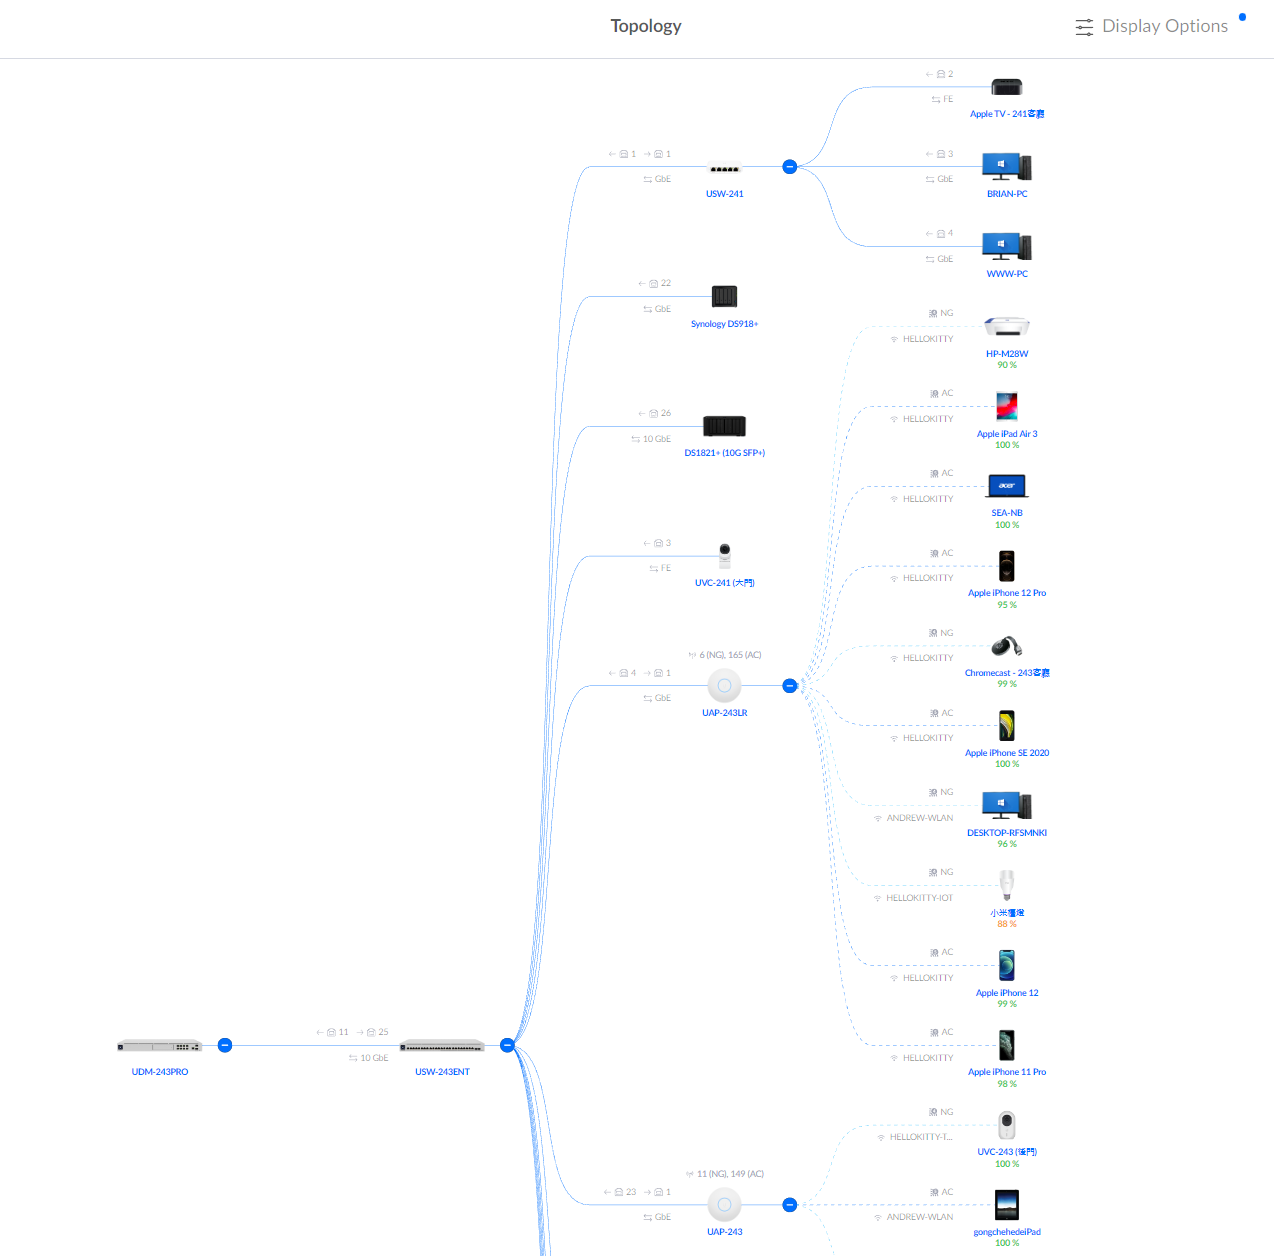 Topology
Display Options
2
FE
Apple TV - 241客廳
1
1
GbE
USW-241
3
GbE
BRIAN-PC
4
GbE
WWW-PC
22
GbE
Synology DS918+
NG
HELLOKITTY
HP-M28W
90 %
26
10 GbE
DS1821+ (10G SFP+)
AC
HELLOKITTY
Apple iPad Air 3
100 %
AC
HELLOKITTY
acer
SEA-NB
100 %
3
FE
UVC-241 (大門)
AC
HELLOKITTY
Apple iPhone 12 Pro
95 %
6 (NG), 165 (AC)
4
1
GbE
UAP-243LR
NG
HELLOKITTY
Chromecast - 243客廳
99 %
AC
HELLOKITTY
Apple iPhone SE 2020
100 %
NG
ANDREW-WLAN
DESKTOP-RFSMNKI
96 %
NG
HELLOKITTY-IOT
小米檯燈
88 %
AC
HELLOKITTY
Apple iPhone 12
99 %
11
25
10 GbE
UDM-243PRO
USW-243ENT
AC
HELLOKITTY
Apple iPhone 11 Pro
98 %
NG
HELLOKITTY-T...
UVC-243 (後門)
100 %
11 (NG), 149 (AC)
23
1
GbE
UAP-243
AC
ANDREW-WLAN
gongchehedeiPad
100 %